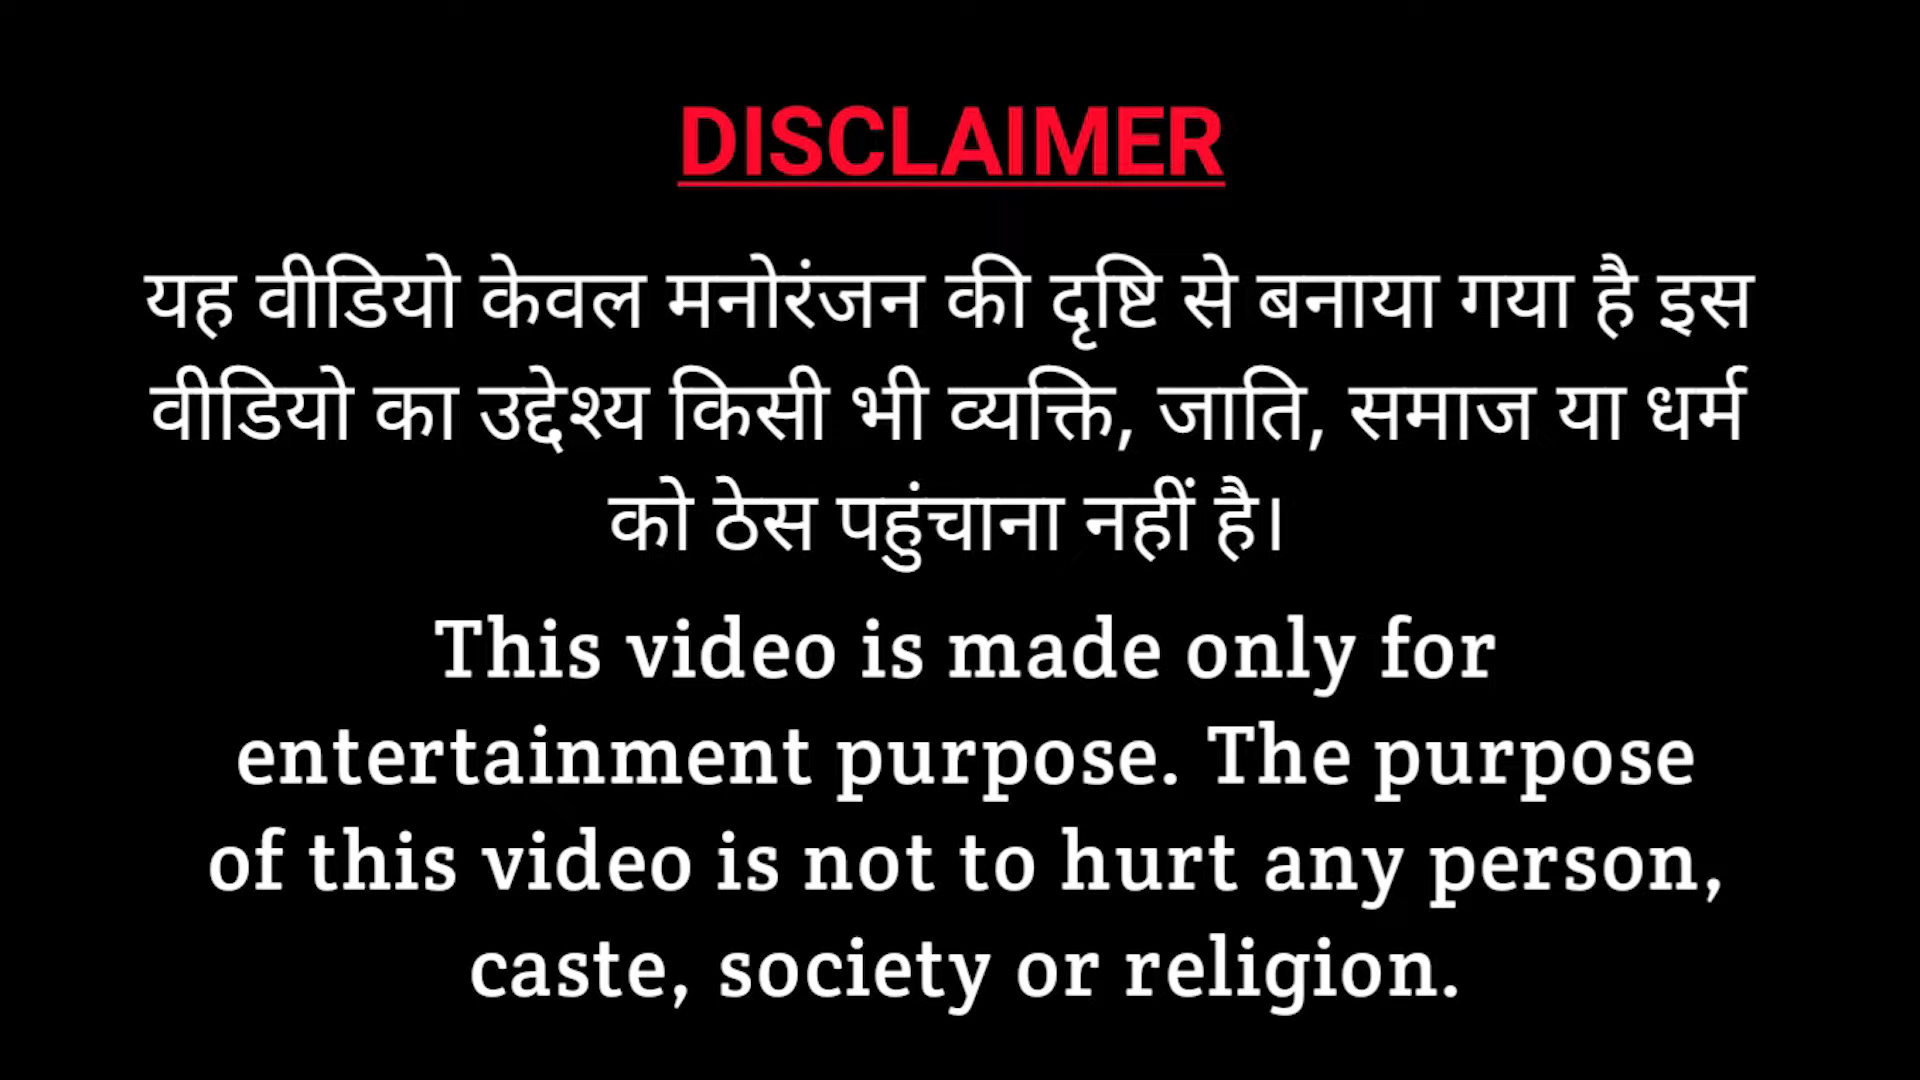 DISCLAIMER
यह वीडियो केवल मनोरंजन की दृष्टि से बनाया गया है इस
वीडियो का उद्देश्य किसी भी व्यक्ति, जाति, समाज या धर्म
को ठेस पहुंचाना नहीं है।
This video is made only for
entertainment purpose. The purpose
of this video is not to hurt any person,
caste, society or religion.